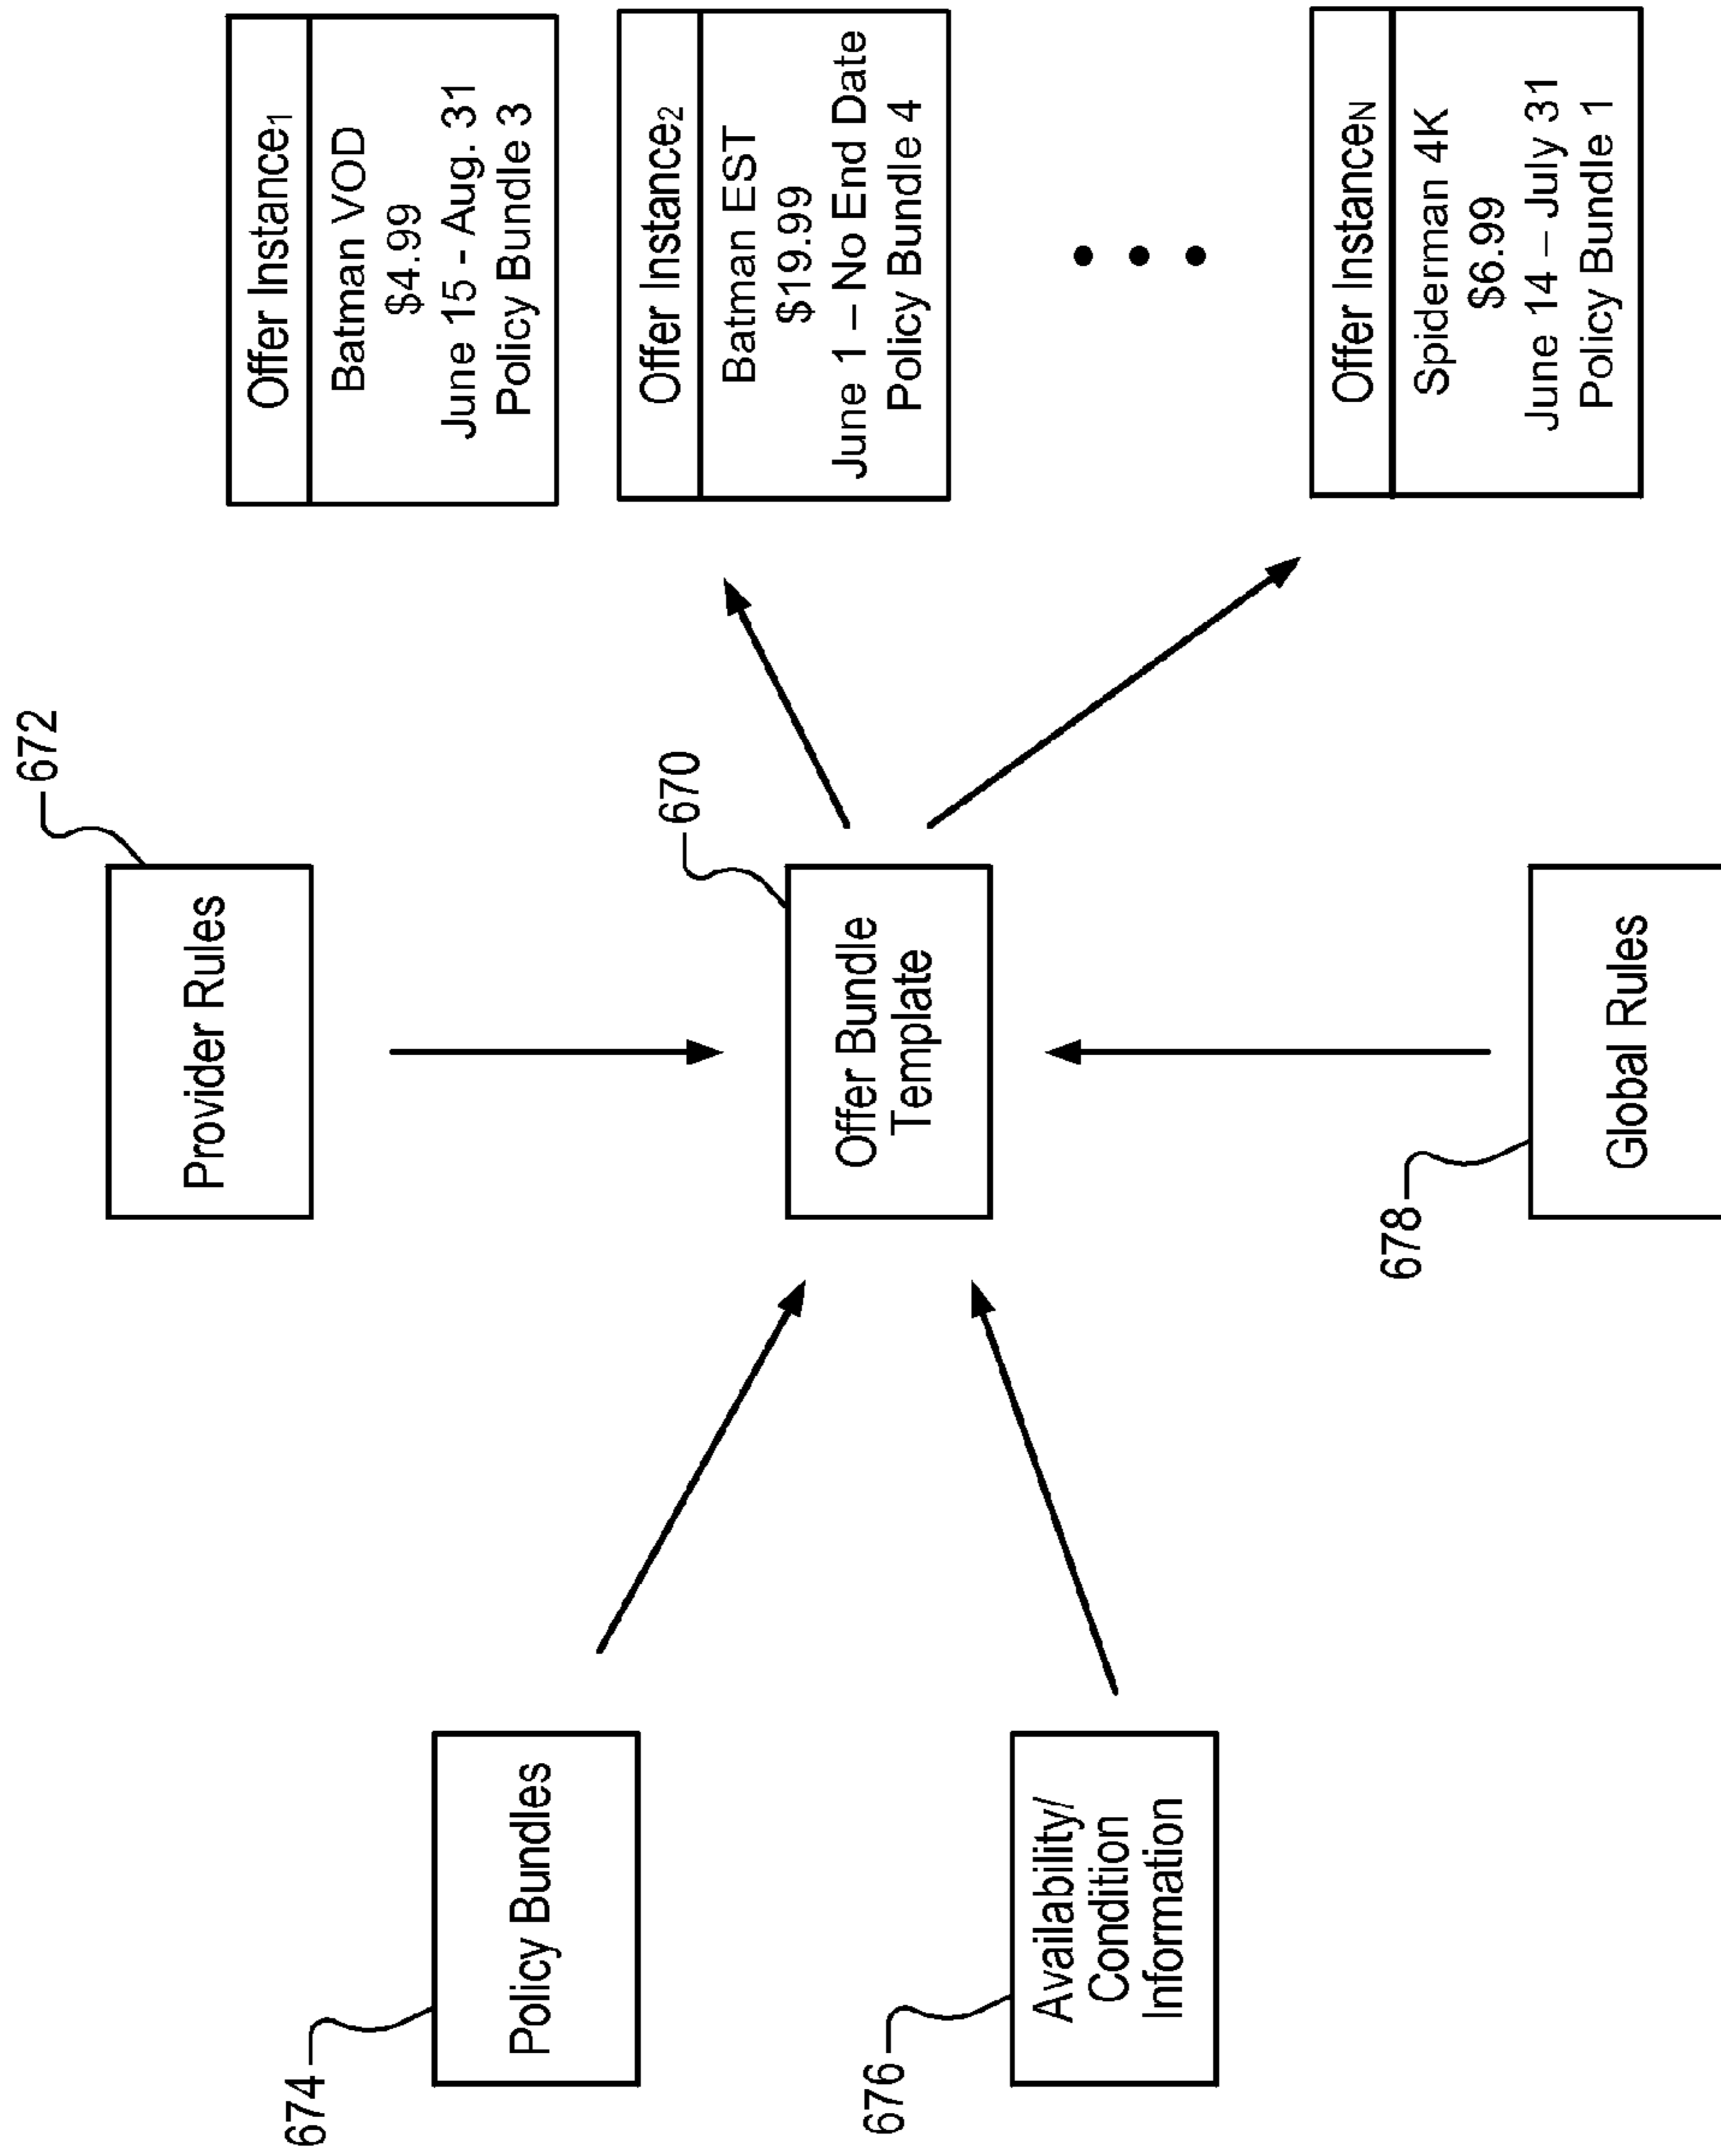 672
Provider Rules
674
Policy Bundles
676
Availability/
Condition
Information
670
Offer Bundle
Template
678
Global Rules
Offer Instance1
Batman VOD
$4.99
June 15 - Aug. 31
Policy Bundle 3
Offer Instance2
Batman EST
$19.99
June 1 – No End Date
Policy Bundle 4
Offer InstanceN
Spiderman 4K
$6.99
June 14 – July 31
Policy Bundle 1